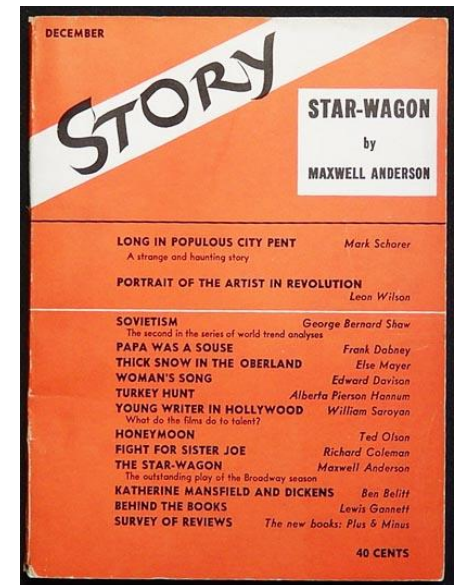 DECEMBER
STORY
STAR-WAGON
by
MAXWELL ANDERSON
LONG IN POPULOUS CITY PENT Mark Schorer
A strange and haunting story
PORTRAIT OF THE ARTIST IN REVOLUTION
Leon Wilson
SOVIETISM George Bernard Shaw
The second in the series of world trend analyses
PAPA WAS A SOUSE Frank Dabney
THICK SNOW IN THE OBERLAND Else Mayer
WOMAN'S SONG Edward Davison
TURKEY HUNT Alberta Pierson Hannum
YOUNG WRITER IN HOLLYWOOD William Saroyan
What do the films do to talent?
HONEYMOON Ted Olson
FIGHT FOR SISTER JOE Richard Coleman
THE STAR-WAGON Maxwell Anderson
The outstanding play of the Broadway season
KATHERINE MANSFIELD AND DICKENS Ben Belitt
BEHIND THE BOOKS Lewis Gannett
SURVEY OF REVIEWS The new books: Plus & Minus
40 CENTS